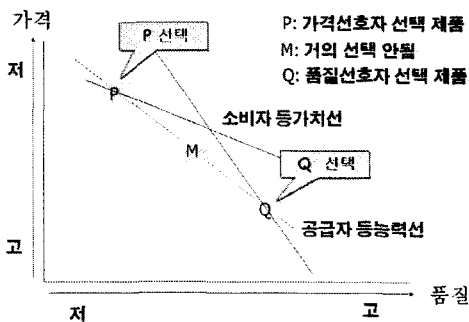 가격
P 선택
P: 가격선호자 선택 제품
M: 거의 선택 안됨
Q: 품질선호자 선택 제품
저
P
소비자 등가치선
M
Q 선택
Q
공급자 등능력선
고
품질
저
고